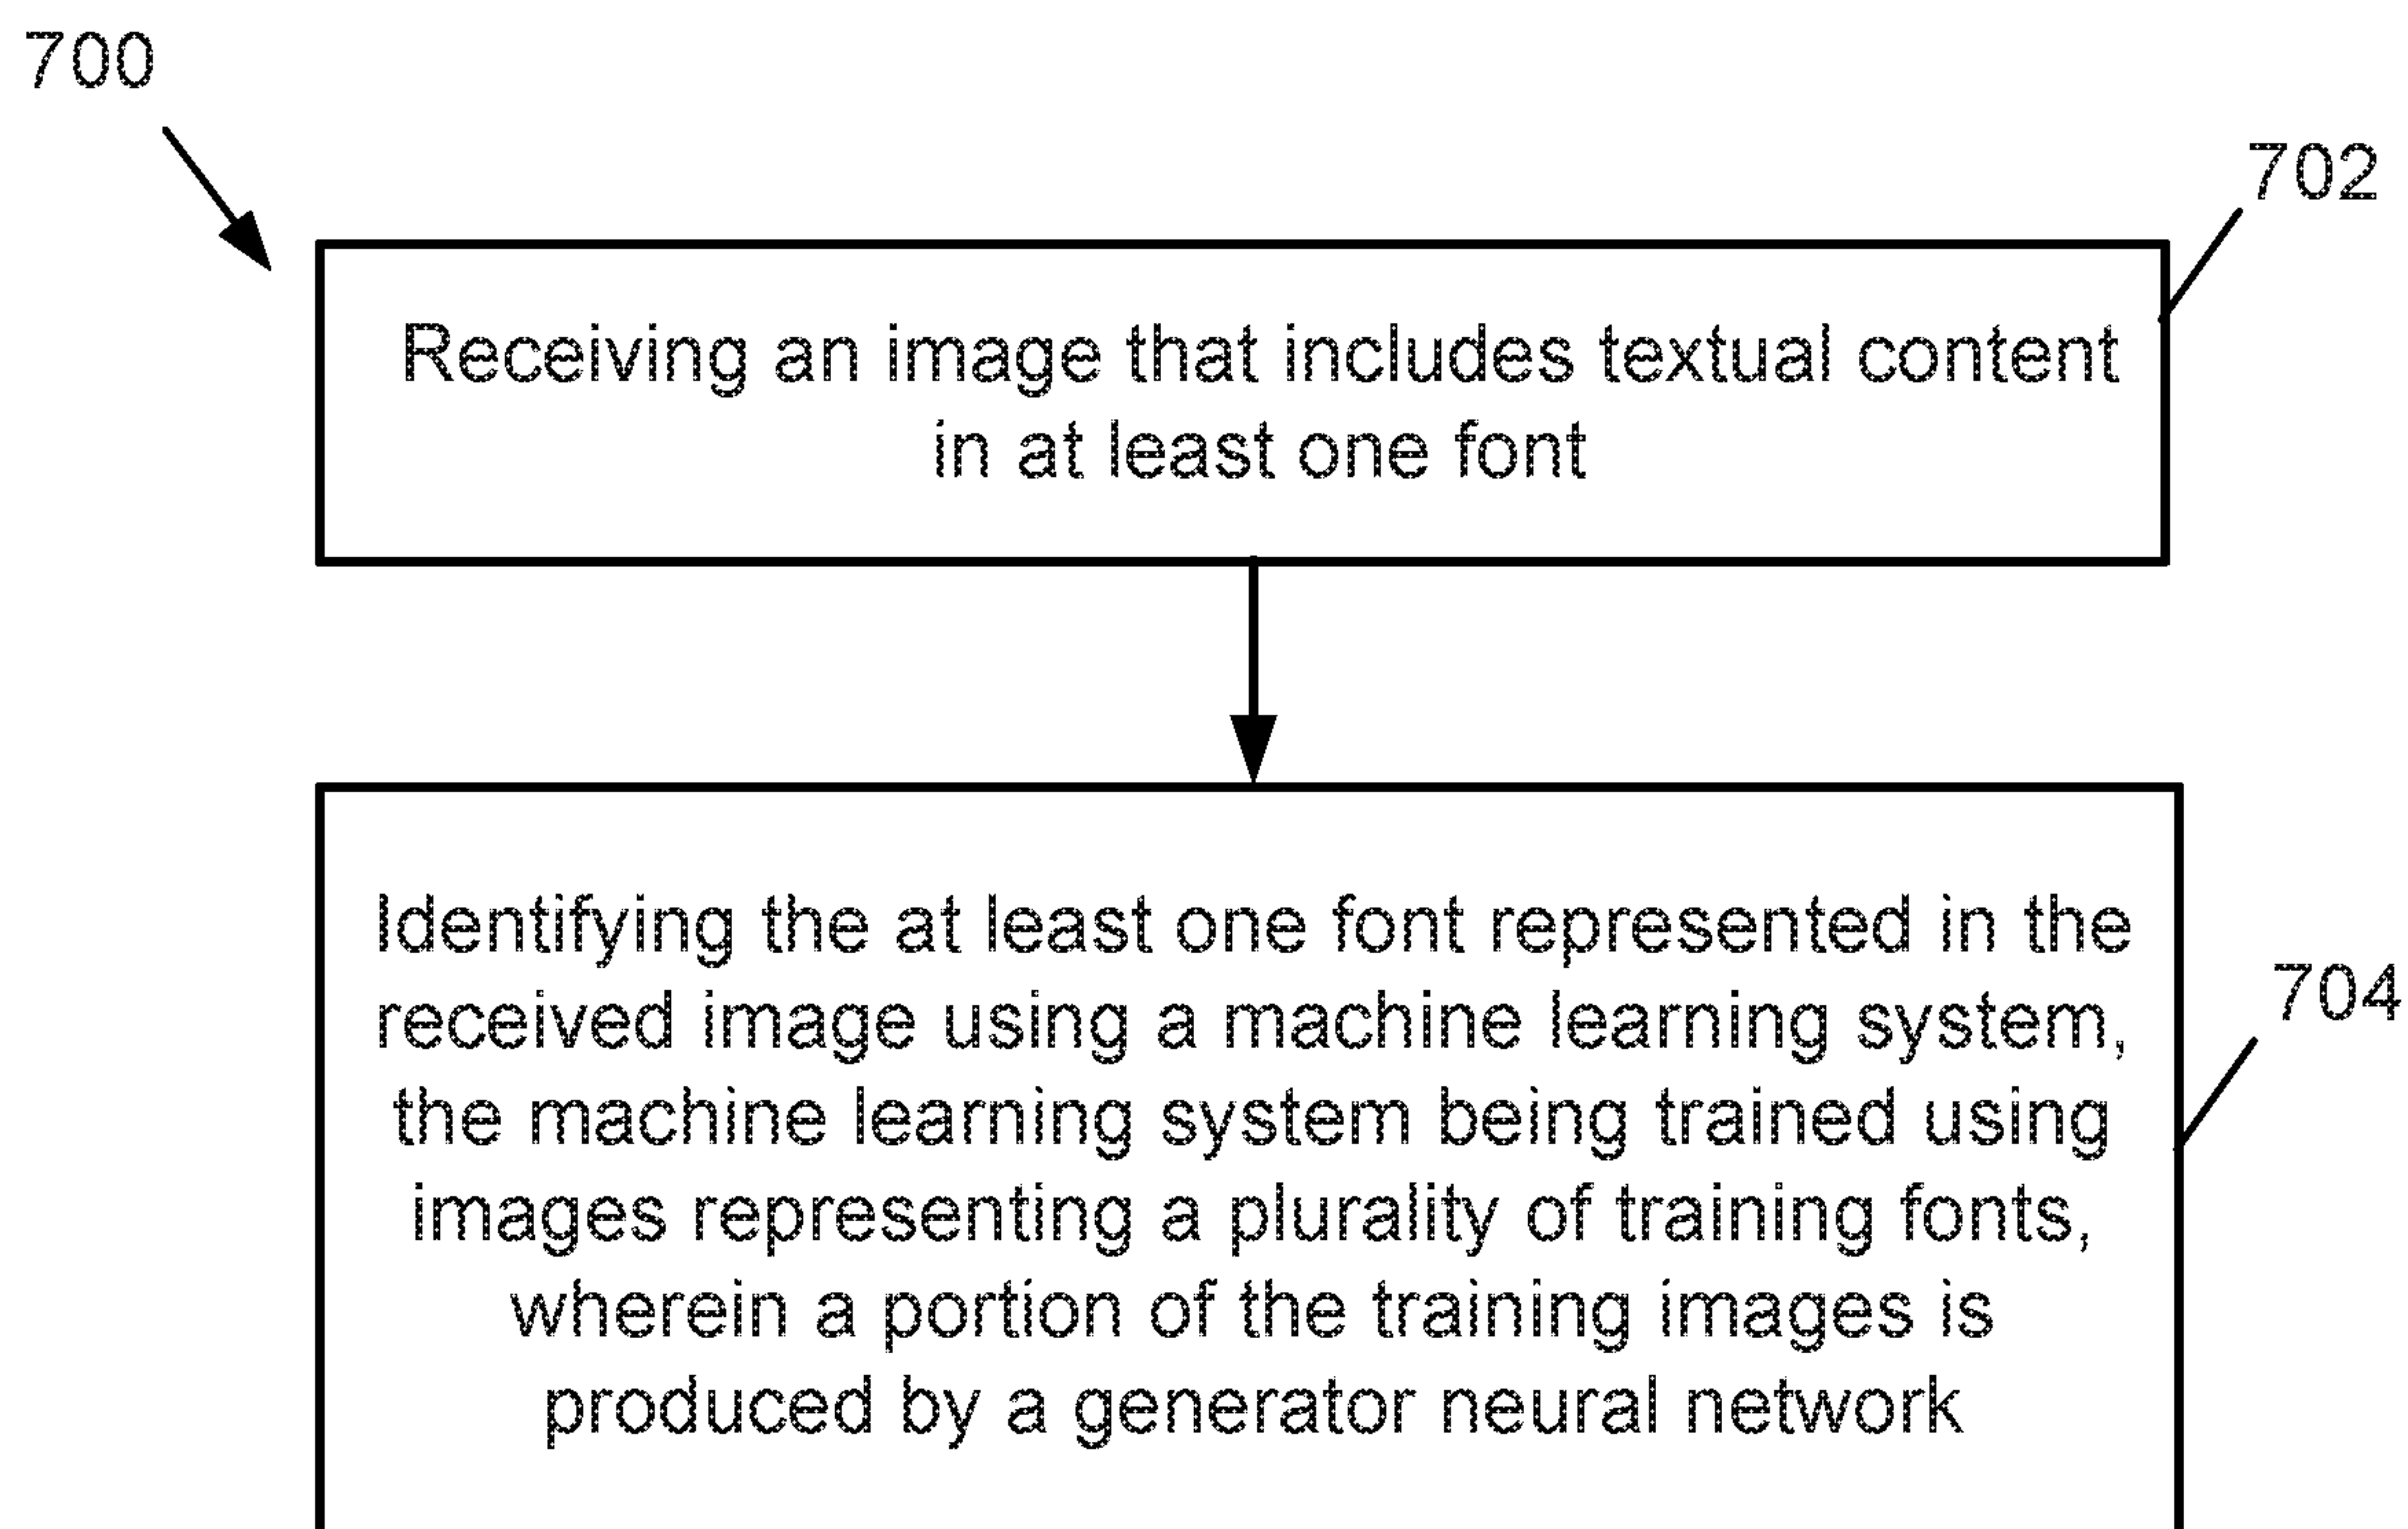 700
702
Receiving an image that includes textual content
in at least one font
Identifying the at least one font represented in the
received image using a machine learning system,
the machine learning system being trained using
images representing a plurality of training fonts,
wherein a portion of the training images is
produced by a generator neural network
704